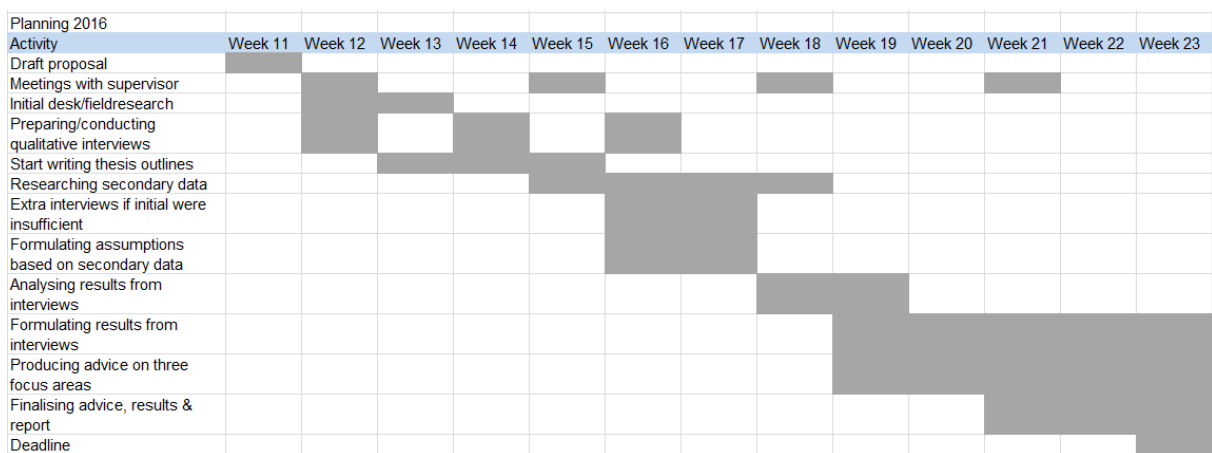 Planning 2016
Activity Week 11 Week 12 Week 13 Week 14 Week 15 Week 16 Week 17 Week 18 Week 19 Week 20 Week 21 Week 22 Week 23
Draft proposal
Meetings with supervisor
Initial desk/fieldresearch
Preparing/conducting
qualitative interviews
Start writing thesis outlines
Researching secondary data
Extra interviews if initial were
insufficient
Formulating assumptions
based on secondary data
Analysing results from
interviews
Formulating results from
interviews
Producing advice on three
focus areas
Finalising advice, results &
report
Deadline